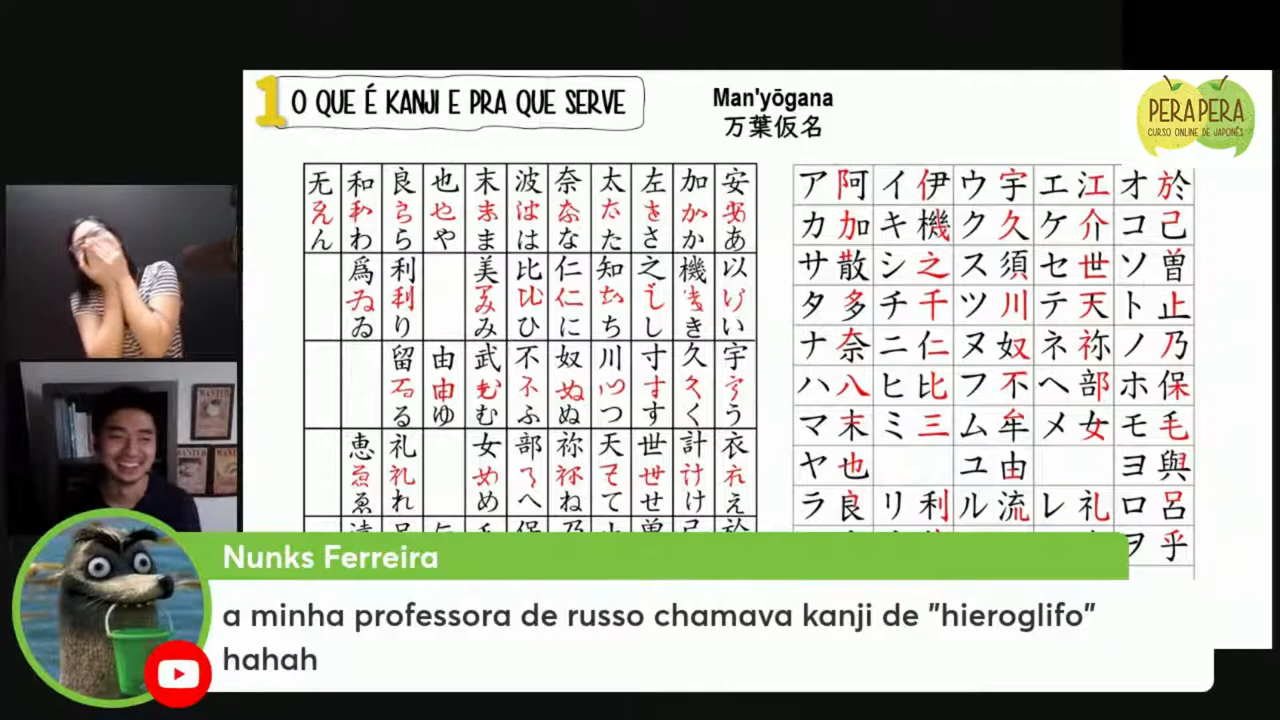 1 O QUE É KANJI E PRA QUE SERVE
Man'yōgana
万葉仮名
PERAPERA
CURSO ONLINE DE JAPONÊS
无 和 良 也 末 波 奈 太 左 加 安
ん わ ら や ま は な た さ か あ
爲 利 美 比 仁 知 之 機 以
ゐ り み ひ に ち し き い
留 由 武 不 奴 川 寸 久 宇
る ゆ む ふ ぬ つ す く う
恵 礼 女 部 祢 天 世 計 衣
ゑ れ め へ ね て せ け え
ア 阿 イ 伊 ウ 宇 エ 江 オ 於
カ 加 キ 機 ク 久 ケ 介 コ 己
サ 散 シ 之 ス 須 セ 世 ソ 曽
タ 多 チ 千 ツ 川 テ 天 ト 止
ナ 奈 ニ 仁 ヌ 奴 ネ 祢 ノ 乃
ハ 八 ヒ 比 フ 不 ヘ 部 ホ 保
マ 末 ミ 三 ム 牟 メ 女 モ 毛
ヤ 也 ユ 由 ヨ 與
ラ 良 リ 利 ル 流 レ 礼 ロ 呂
ヲ 乎
WANTED
Nunks Ferreira
a minha professora de russo chamava kanji de "hieroglifo"
hahah